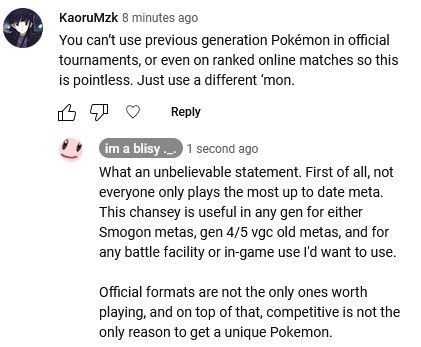 KaoruMzk 8 minutes ago
You can’t use previous generation Pokémon in official
tournaments, or even on ranked online matches so this
is pointless. Just use a different ‘mon.
Reply
im a blisy ._. 1 second ago
What an unbelievable statement. First of all, not
everyone only plays the most up to date meta.
This chansey is useful in any gen for either
Smogon metas, gen 4/5 vgc old metas, and for
any battle facility or in-game use I'd want to use.
Official formats are not the only ones worth
playing, and on top of that, competitive is not the
only reason to get a unique Pokemon.